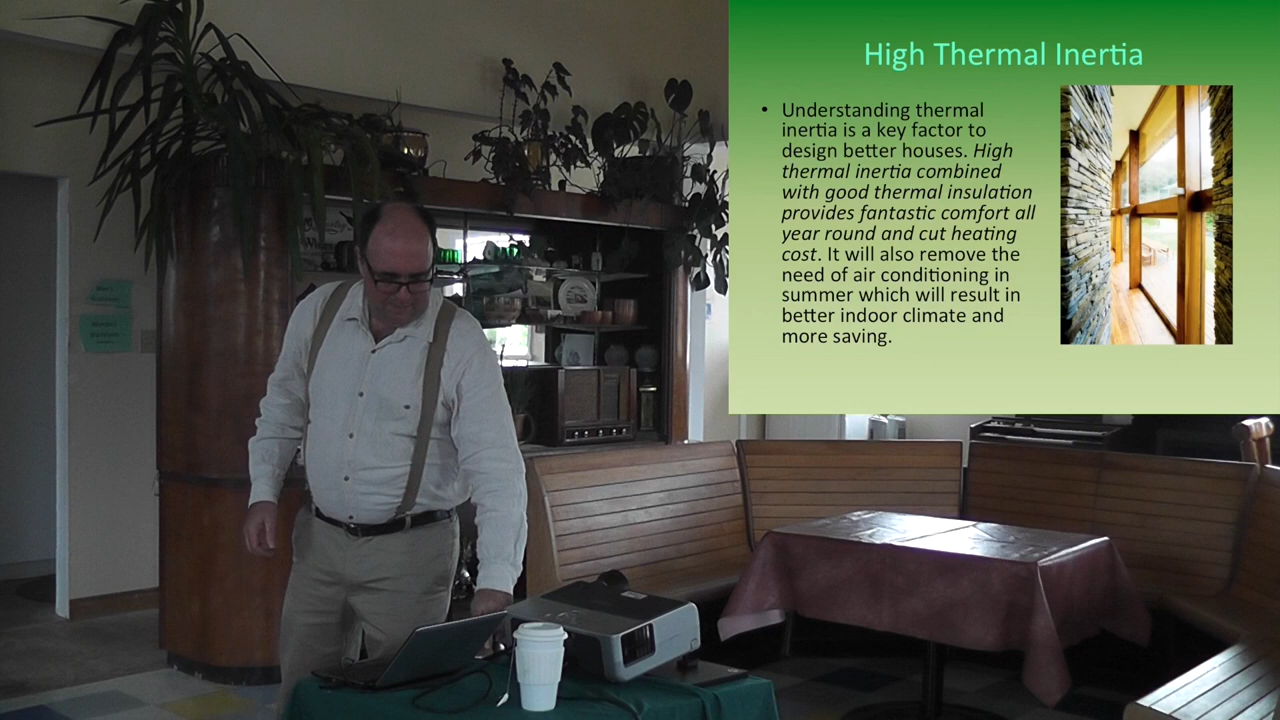 High Thermal Inertia
• Understanding thermal
inertia is a key factor to
design better houses. High
thermal inertia combined
with good thermal insulation
provides fantastic comfort all
year round and cut heating
cost. It will also remove the
need of air conditioning in
summer which will result in
better indoor climate and
more saving.